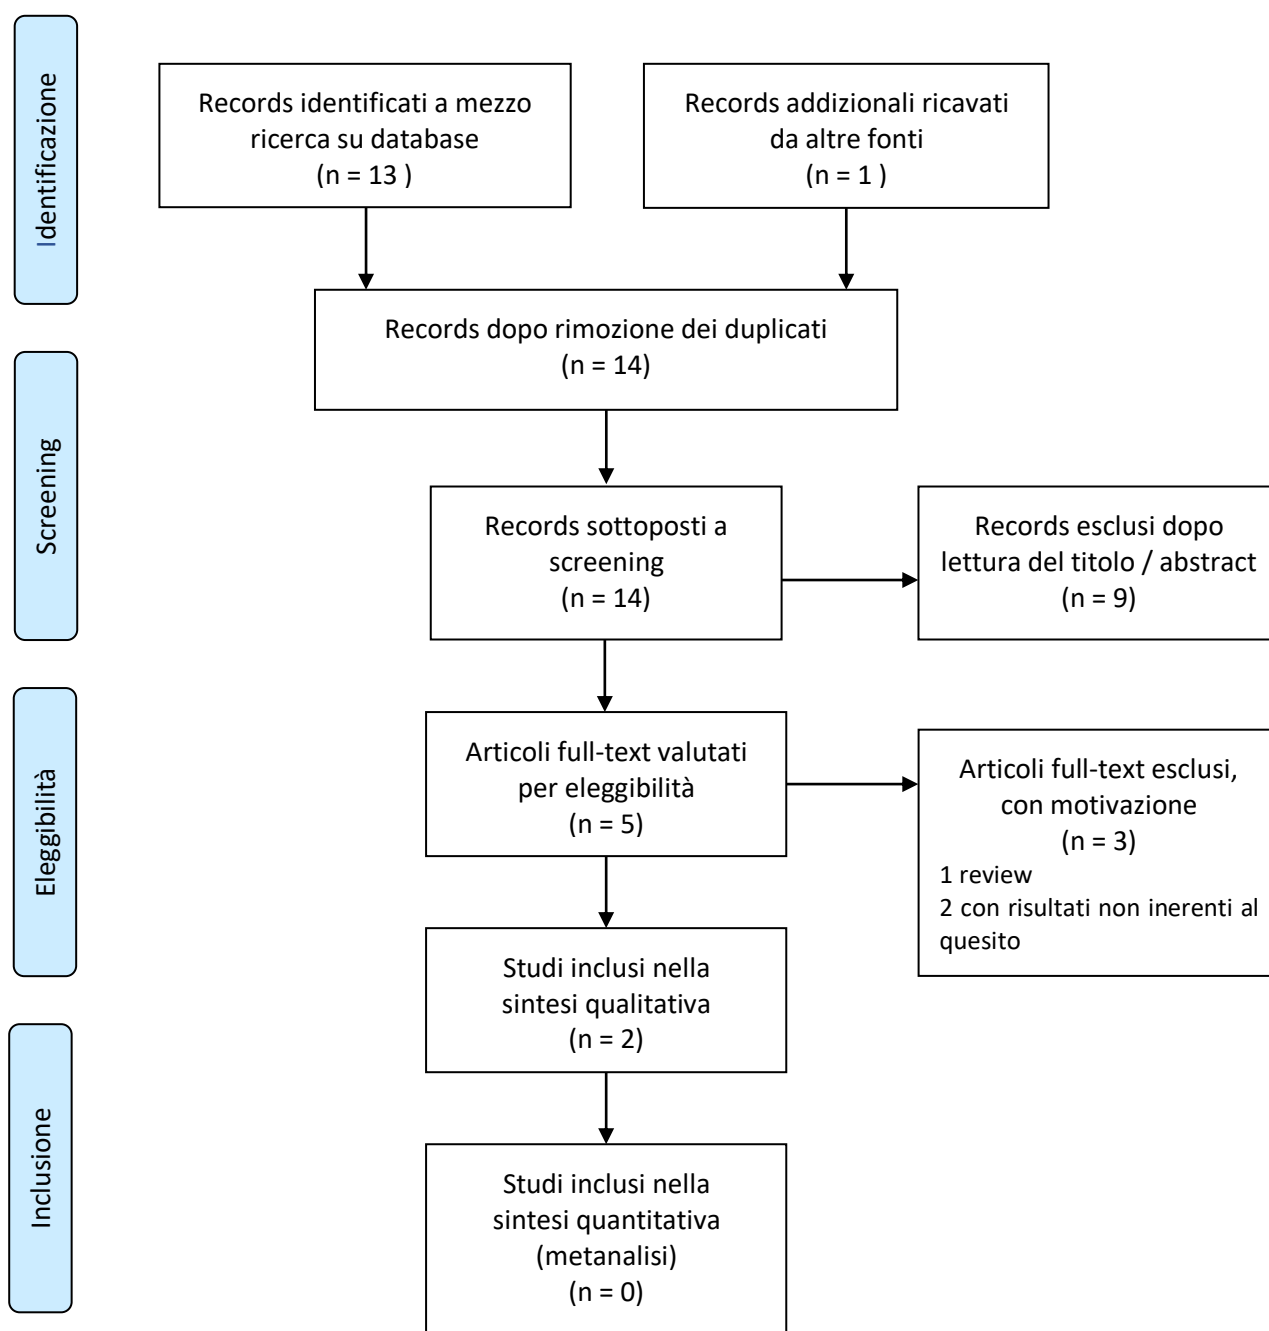 Identificazione
Records identificati a mezzo
ricerca su database
(n = 13 )
Records addizionali ricavati
da altre fonti
(n = 1 )
Records dopo rimozione dei duplicati
(n = 14)
Screening
Records sottoposti a
screening
(n = 14)
Records esclusi dopo
lettura del titolo / abstract
(n = 9)
Eleggibilità
Articoli full-text valutati
per eleggibilità
(n = 5)
Articoli full-text esclusi,
con motivazione
(n = 3)
1 review
2 con risultati non inerenti al
quesito
Studi inclusi nella
sintesi qualitativa
(n = 2)
Inclusione
Studi inclusi nella
sintesi quantitativa
(metanalisi)
(n = 0)